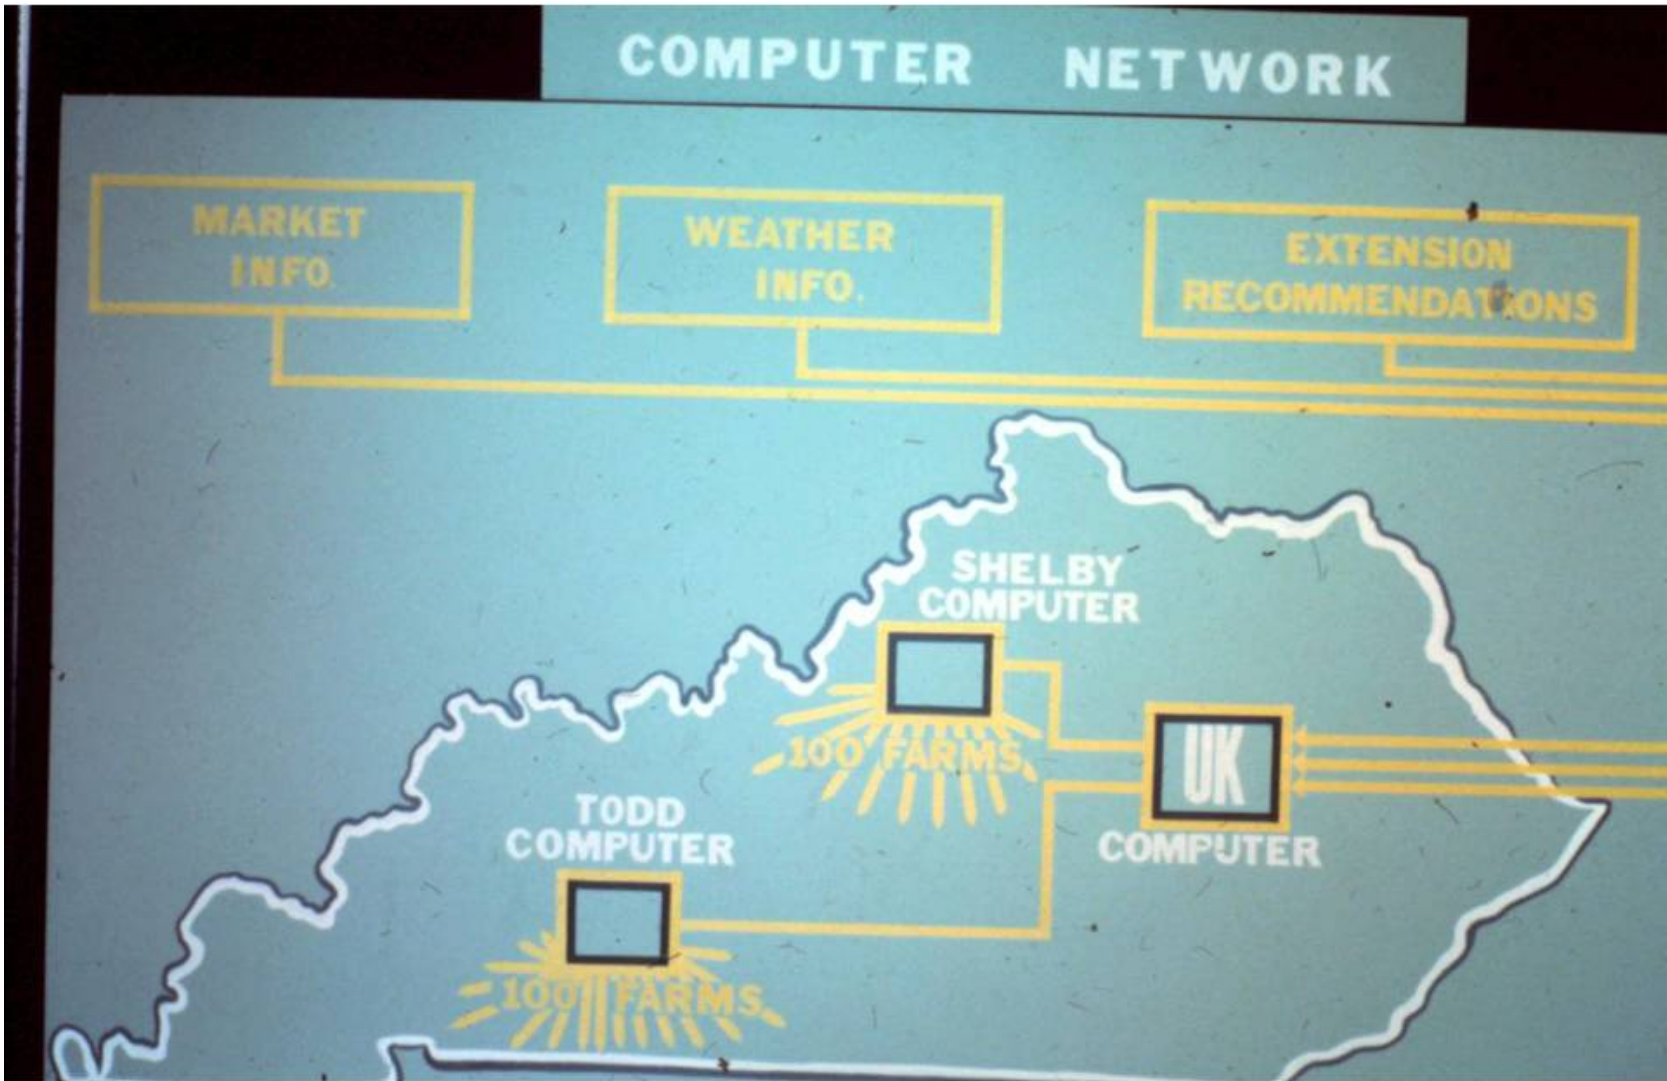 COMPUTER NETWORK
MARKET
INFO.
WEATHER
INFO.
EXTENSION
RECOMMENDATIONS
SHELBY
COMPUTER
100 FARMS
UK
COMPUTER
TODD
COMPUTER
100 FARMS